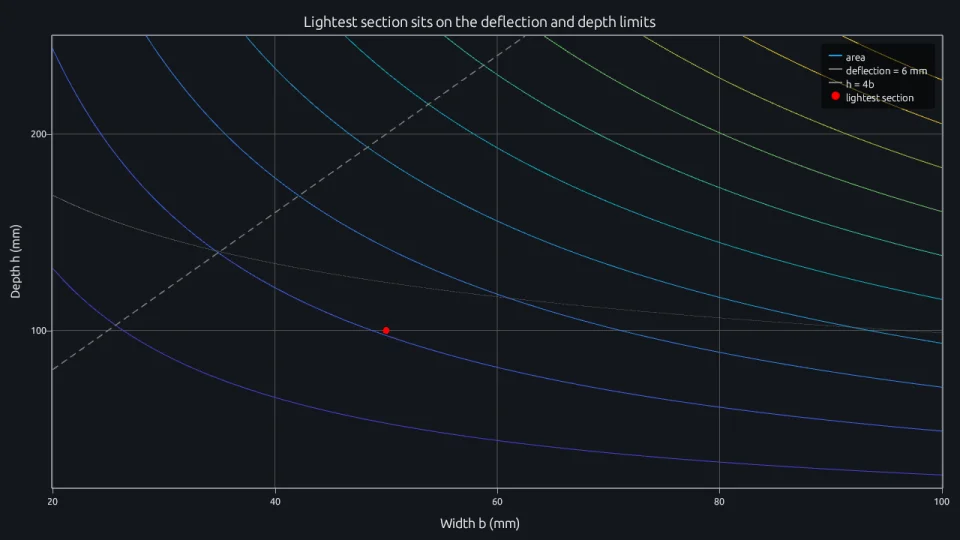 Lightest section sits on the deflection and depth limits
area
deflection = 6 mm
h = 4b
lightest section
Depth h (mm)
200
100
20
40
60
80
100
Width b (mm)